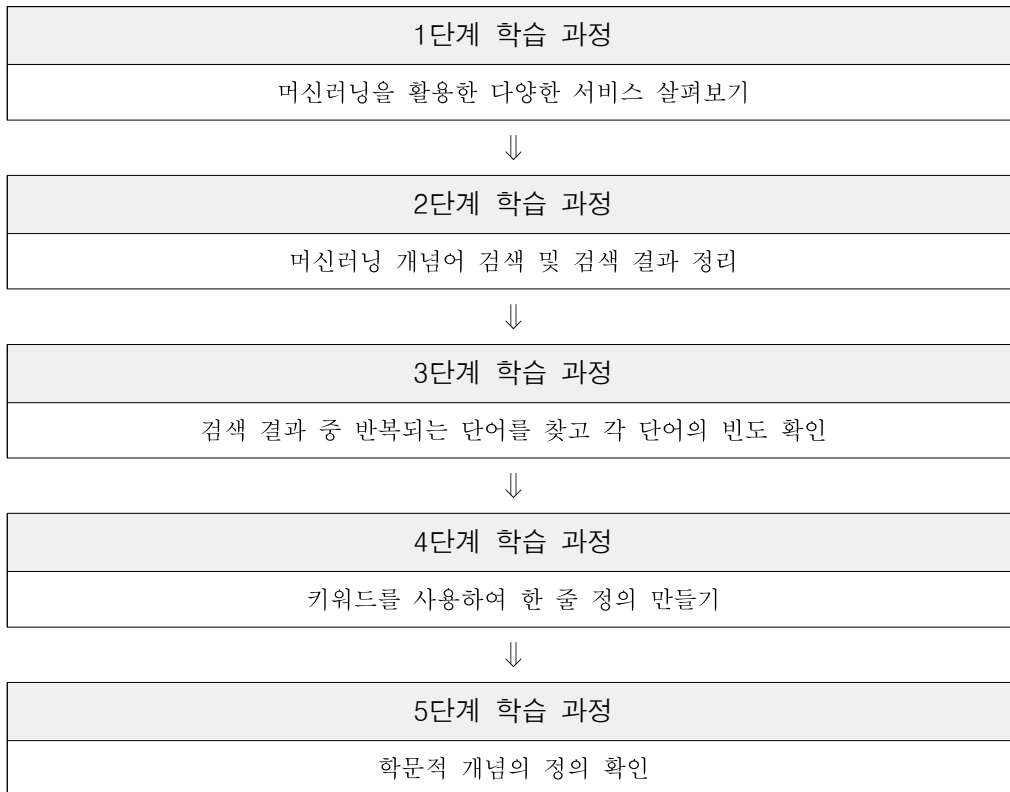 1단계 학습 과정
머신러닝을 활용한 다양한 서비스 살펴보기
⇓
2단계 학습 과정
머신러닝 개념어 검색 및 검색 결과 정리
⇓
3단계 학습 과정
검색 결과 중 반복되는 단어를 찾고 각 단어의 빈도 확인
⇓
4단계 학습 과정
키워드를 사용하여 한 줄 정의 만들기
⇓
5단계 학습 과정
학문적 개념의 정의 확인